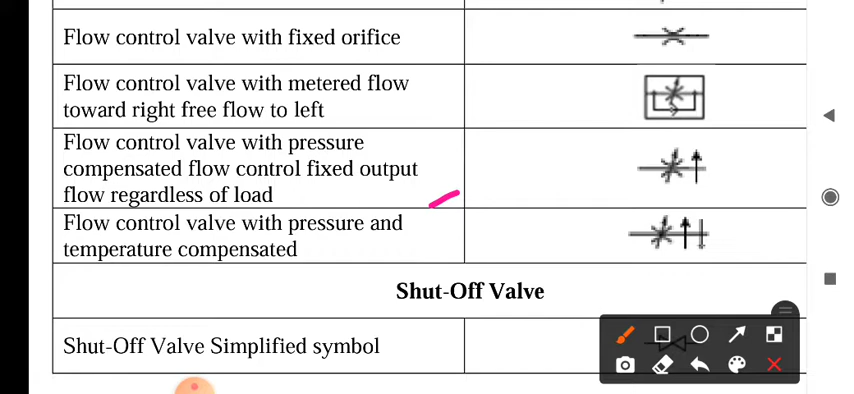 Flow control valve with fixed orifice
Flow control valve with metered flow
toward right free flow to left
Flow control valve with pressure
compensated flow control fixed output
flow regardless of load
Flow control valve with pressure and
temperature compensated
Shut-Off Valve
Shut-Off Valve Simplified symbol